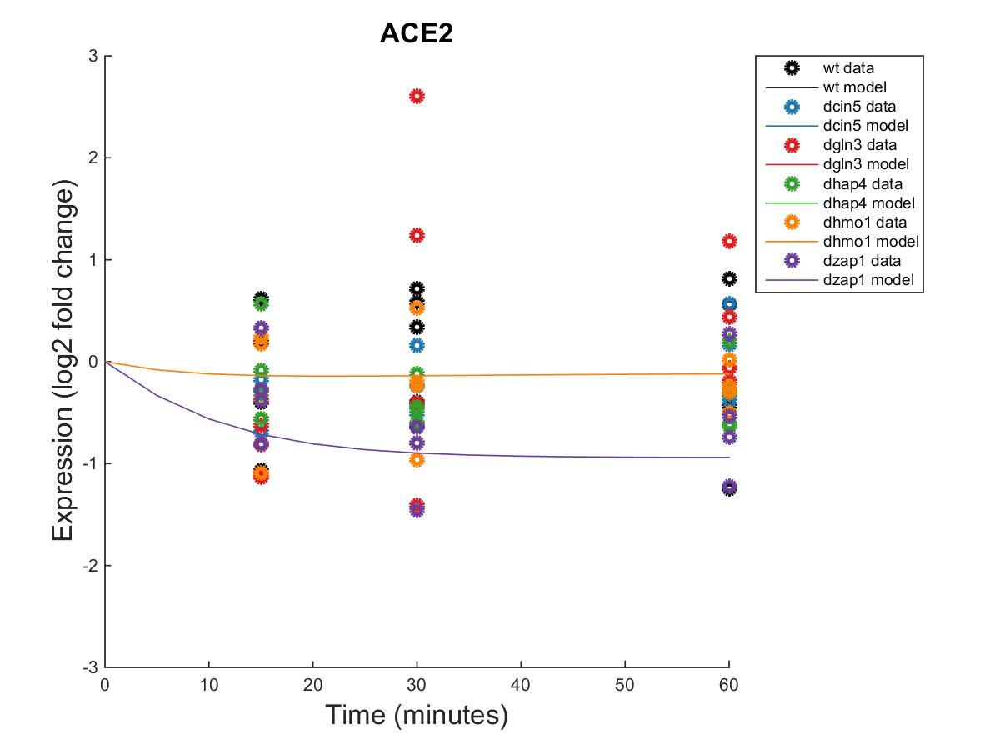 ACE2
3
2
1
0
-1
-2
-3
Expression (log2 fold change)
0 10 20 30 40 50 60
Time (minutes)
wt data
wt model
dcin5 data
dcin5 model
dgln3 data
dgln3 model
dhap4 data
dhap4 model
dhmo1 data
dhmo1 model
dzap1 data
dzap1 model